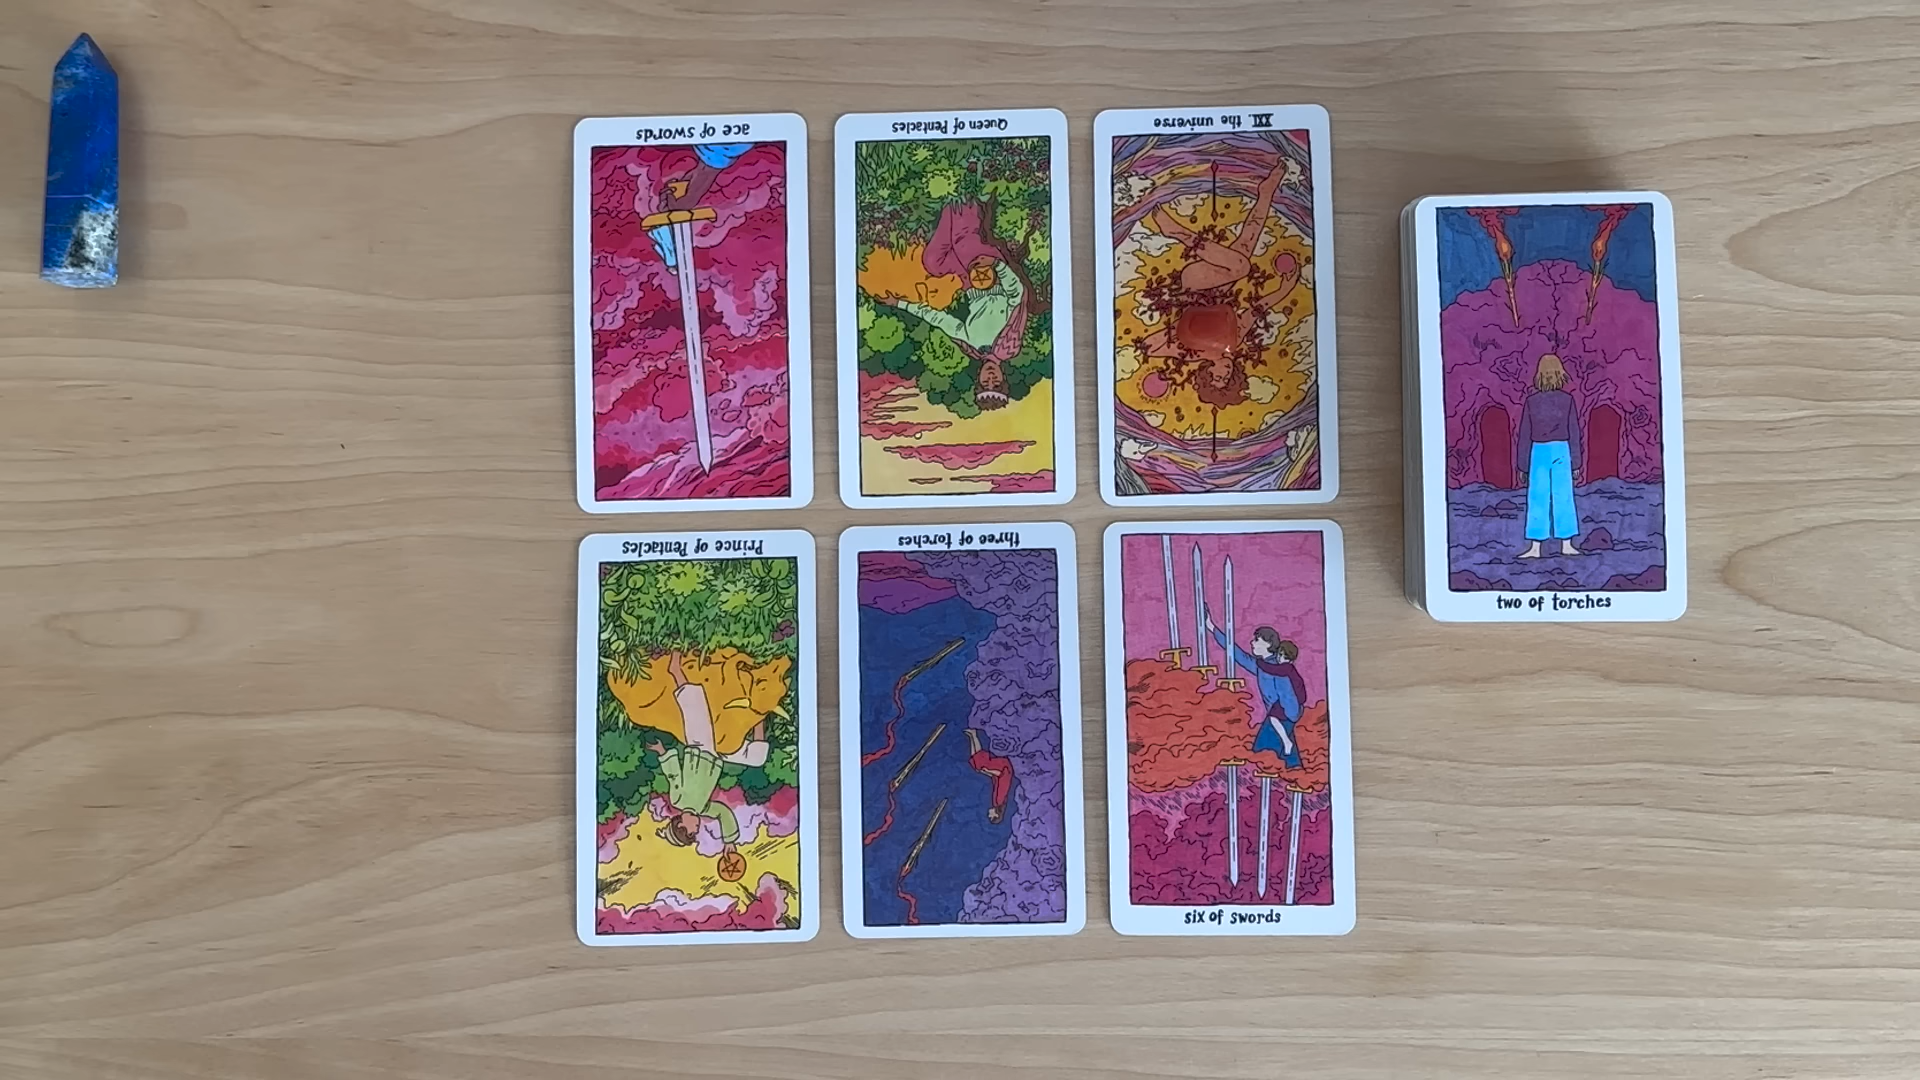 ace of swords
Queen of Pentacles
XXI. the universe
two of torches
Prince of Pentacles
three of torches
six of swords